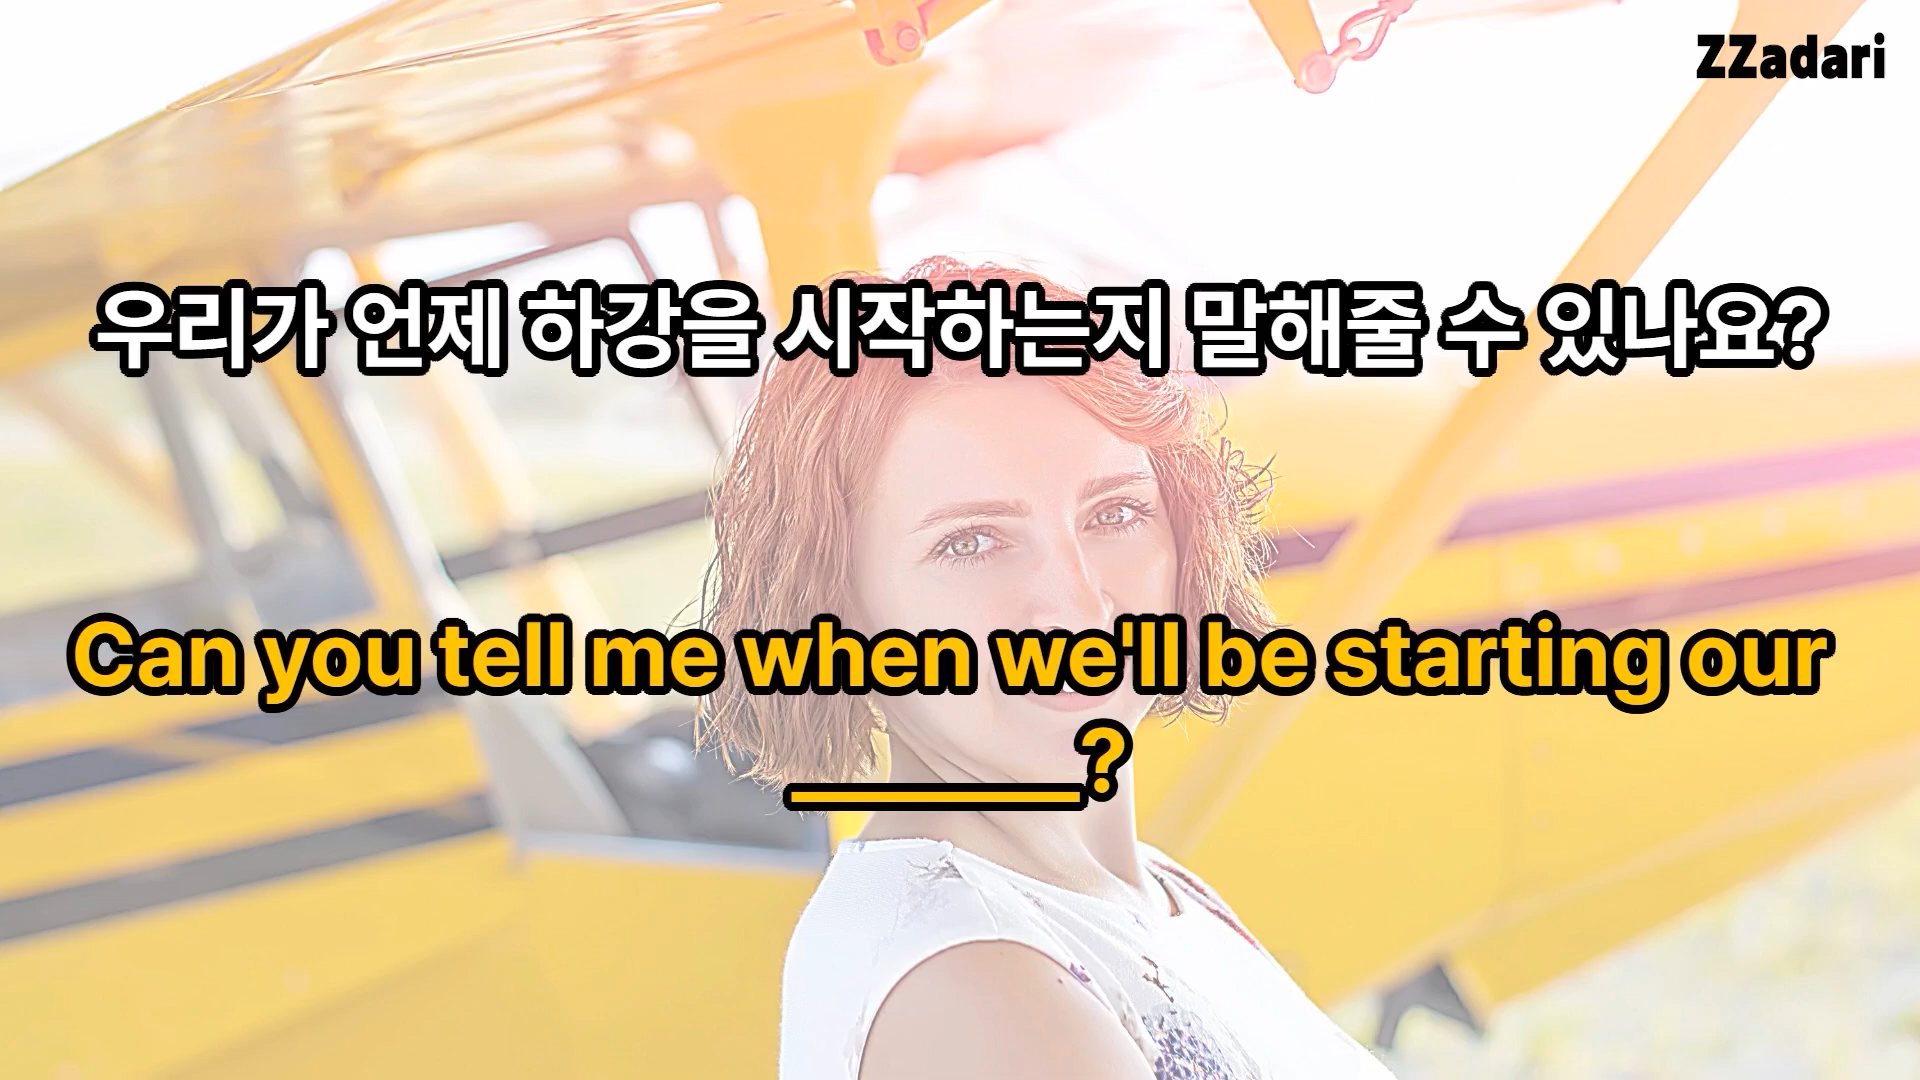 ZZadari
우리가 언제 하강을 시작하는지 말해줄 수 있나요?
Can you tell me when we'll be starting our
_______?